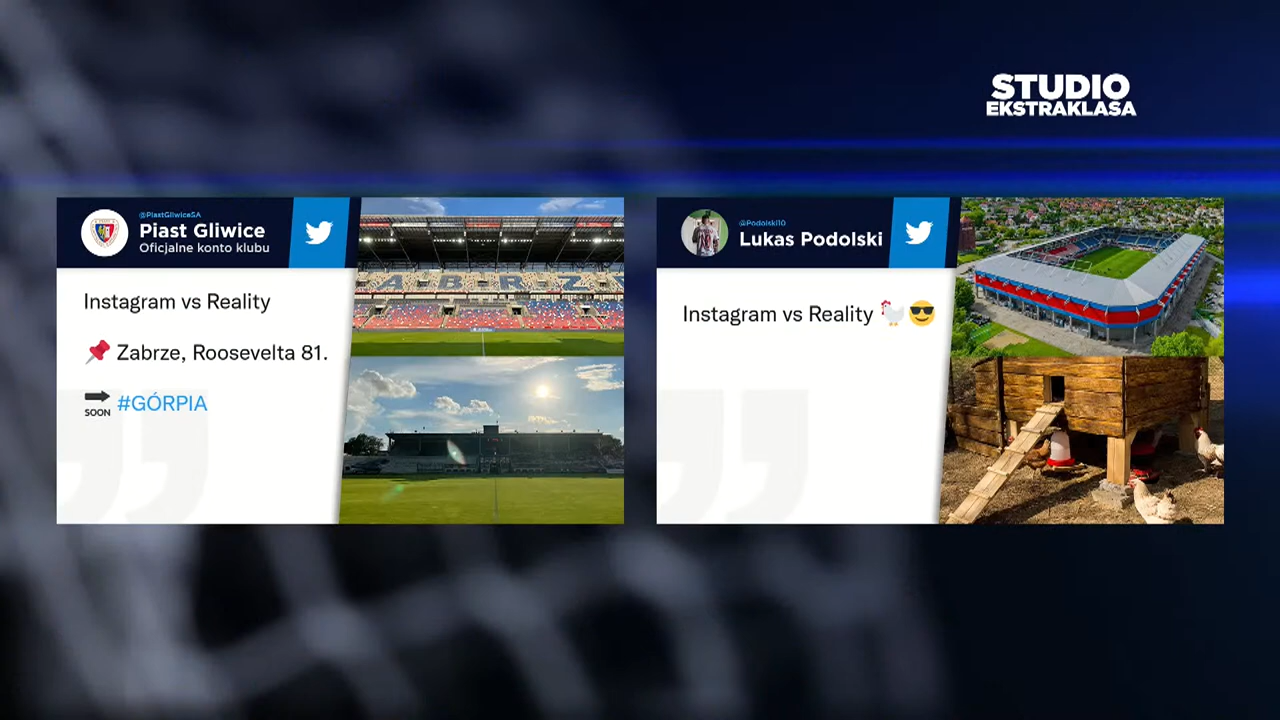 STUDIO
EKSTRAKLASA
@PiastGliwiceSA
Piast Gliwice
Oficjalne konto klubu
Instagram vs Reality
📌 Zabrze, Roosevelta 81.
SOON #GÓRPIA
ABRZ
@Podolski10
Lukas Podolski
Instagram vs Reality 🐓😎